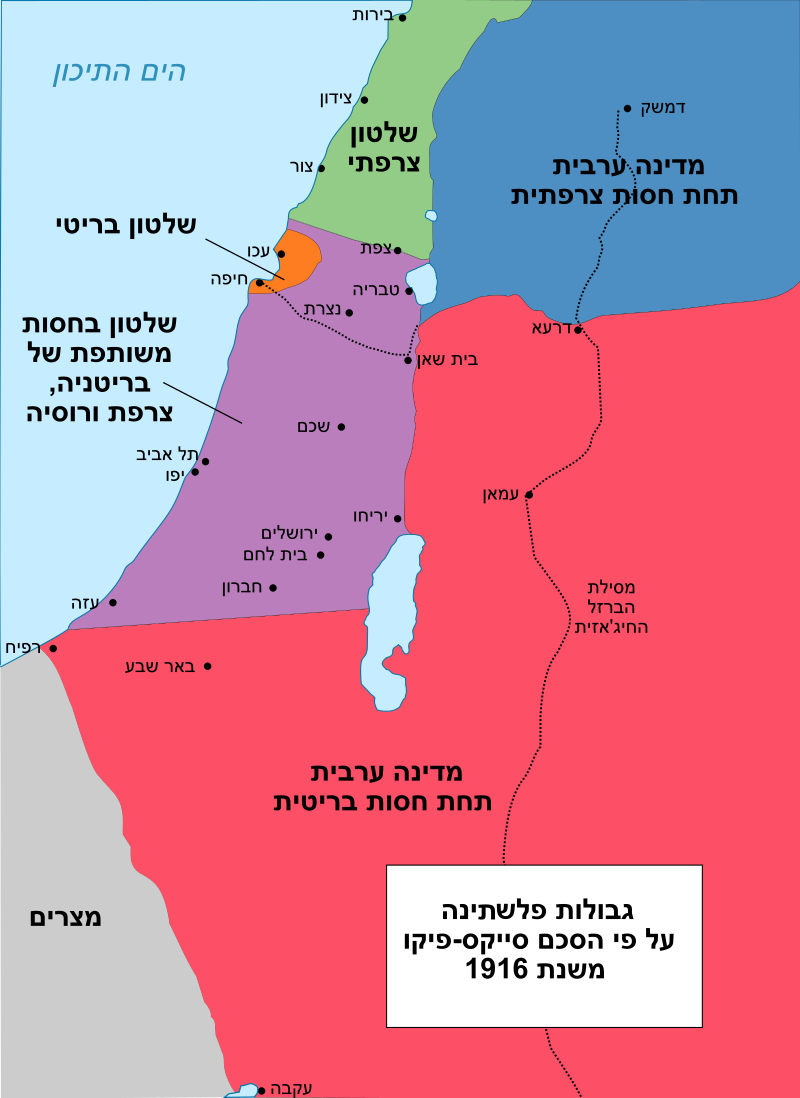 בירות
הים התיכון
צידון
דמשק
שלטון
צרפתי
צור
מדינה ערבית
תחת חסות צרפתית
שלטון בריטי
עכו
צפת
חיפה
טבריה
נצרת
שלטון בחסות
משותפת של
בריטניה,
צרפת ורוסיה
דרעא
בית שאן
שכם
תל אביב
יפו
עמאן
יריחו
ירושלים
בית לחם
חברון
עזה
מסילת
הברזל
החיג'אזית
רפיח
באר שבע
מדינה ערבית
תחת חסות בריטית
מצרים
גבולות פלשתינה
על פי הסכם סייקס-פיקו
משנת 1916
עקבה